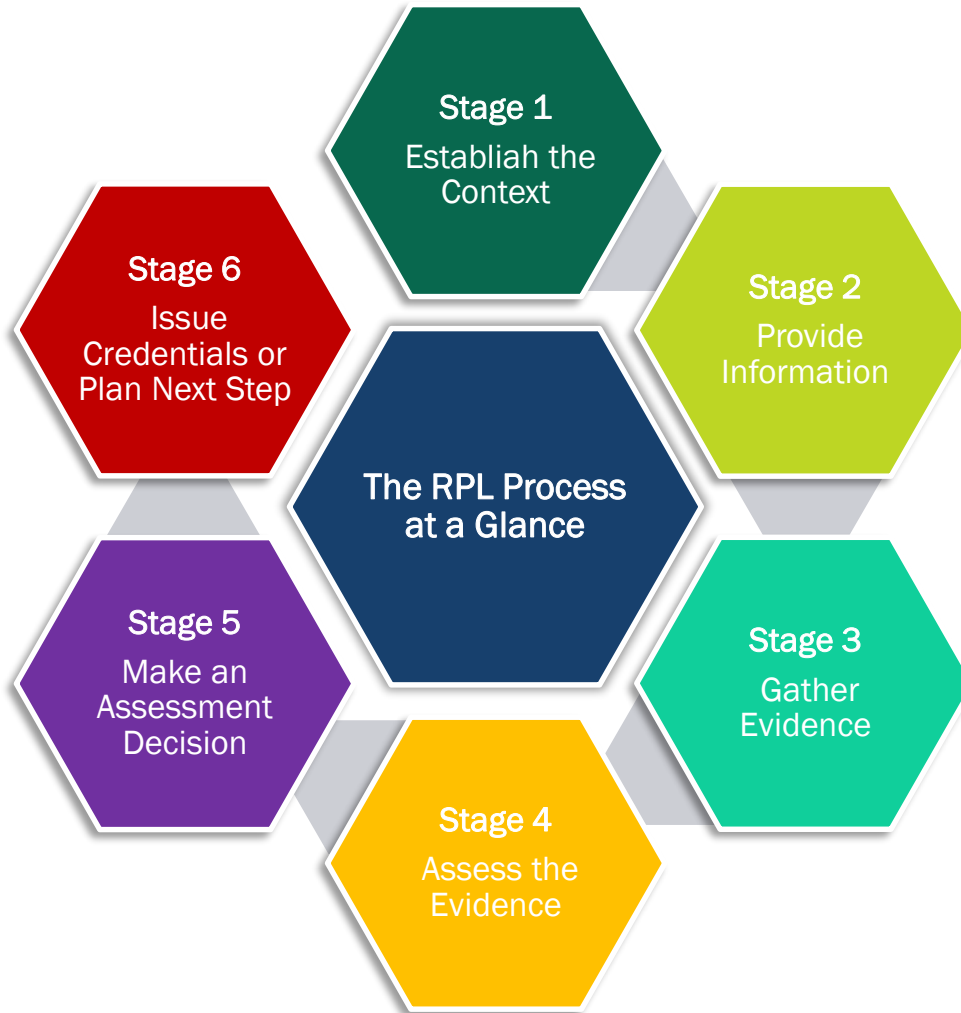 Stage 1
Establiah the
Context
Stage 2
Provide
Information
Stage 3
Gather
Evidence
Stage 4
Assess the
Evidence
Stage 5
Make an
Assessment
Decision
Stage 6
Issue
Credentials or
Plan Next Step
The RPL Process
at a Glance